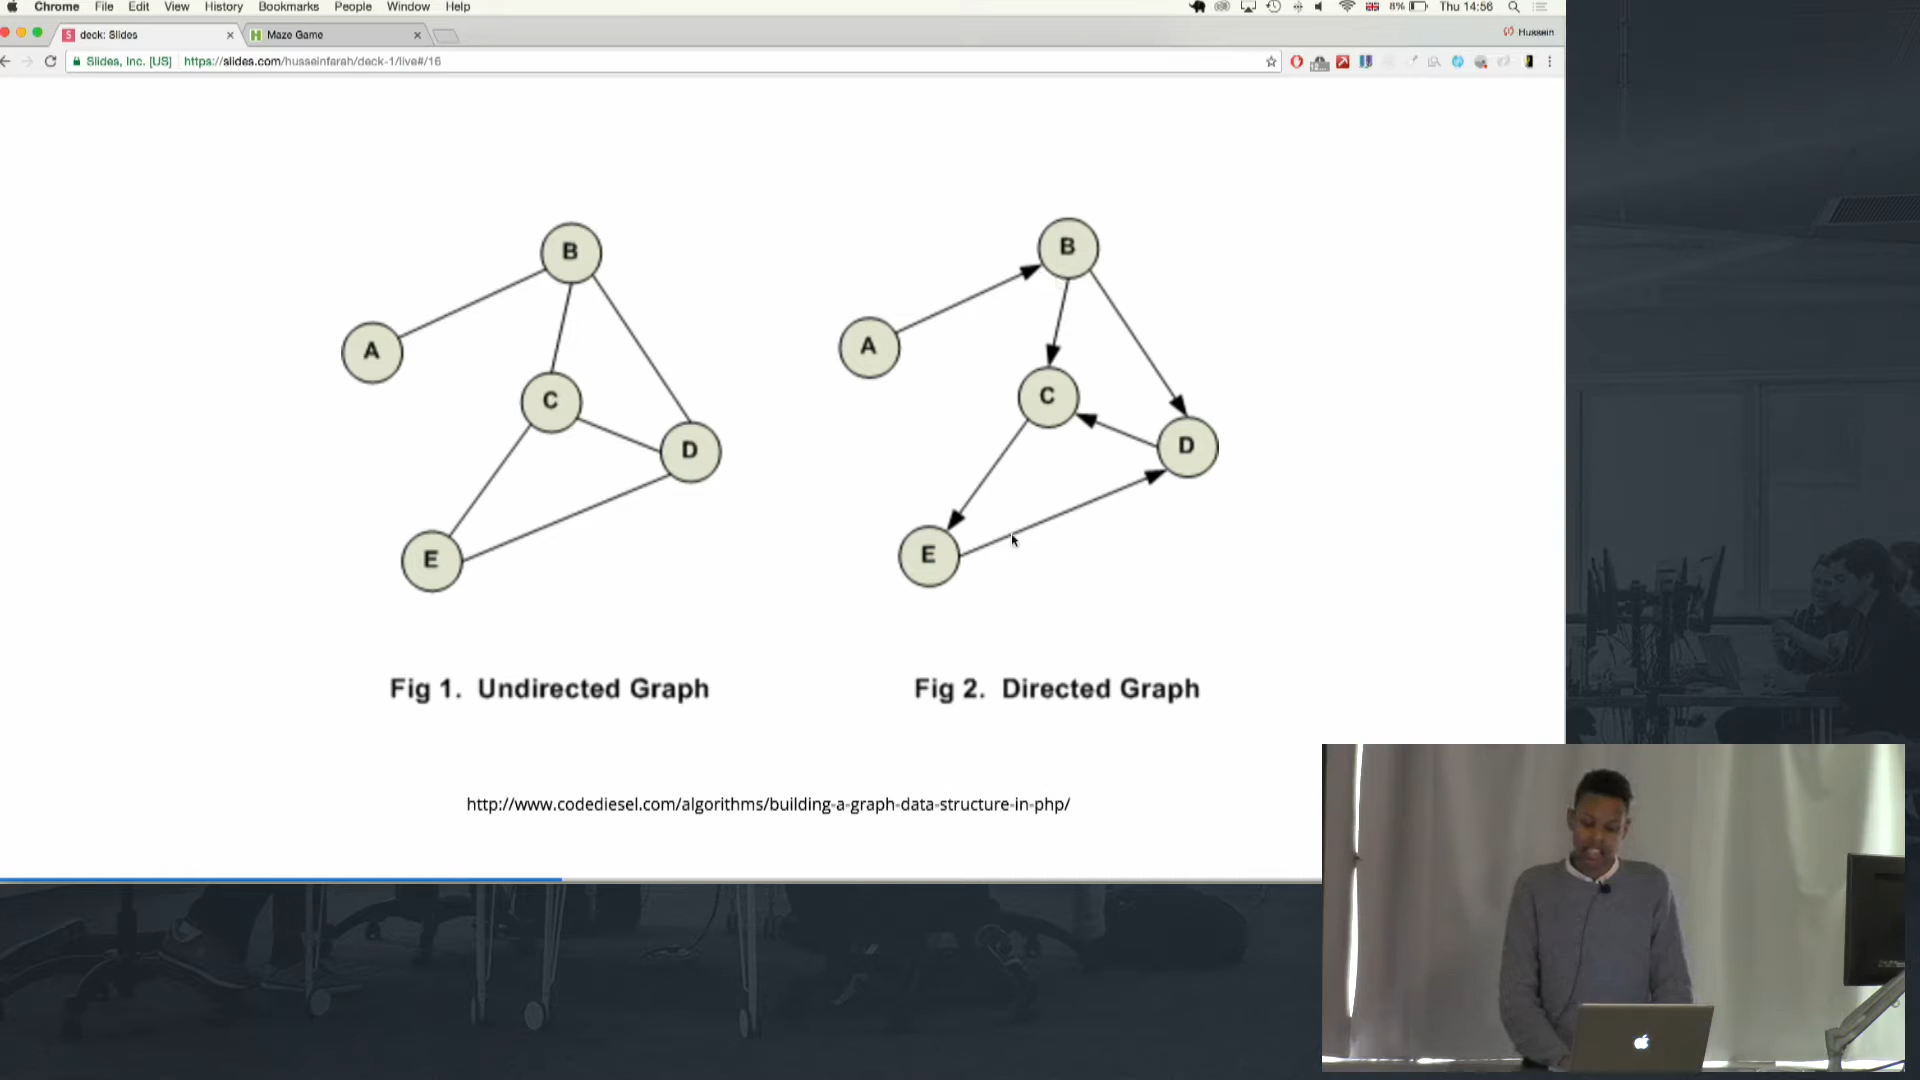 Chrome File Edit View History Bookmarks People Window Help 8% Thu 14:56
deck: Slides Maze Game Hussein
Slides, Inc. [US] https://slides.com/husseinfarah/deck-1/live#/16
B
A
C
D
E
Fig 1. Undirected Graph
B
A
C
D
E
Fig 2. Directed Graph
http://www.codediesel.com/algorithms/building-a-graph-data-structure-in-php/